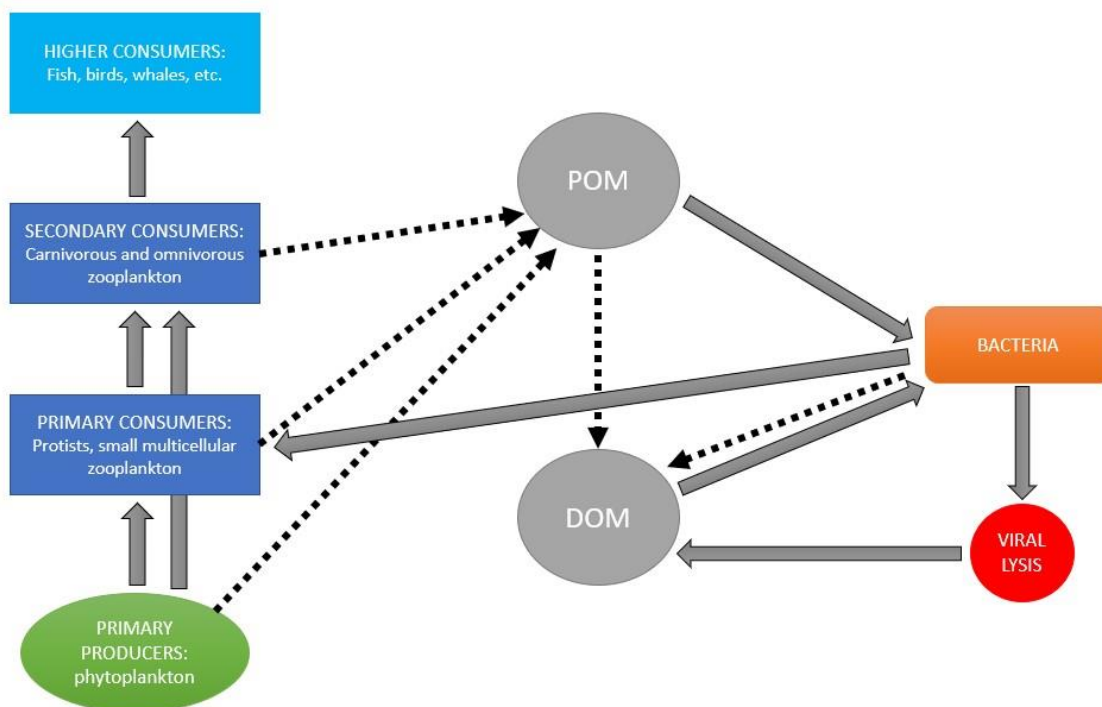 HIGHER CONSUMERS:
Fish, birds, whales, etc.
SECONDARY CONSUMERS:
Carnivorous and omnivorous
zooplankton
PRIMARY CONSUMERS:
Protists, small multicellular
zooplankton
PRIMARY
PRODUCERS:
phytoplankton
POM
DOM
BACTERIA
VIRAL
LYSIS